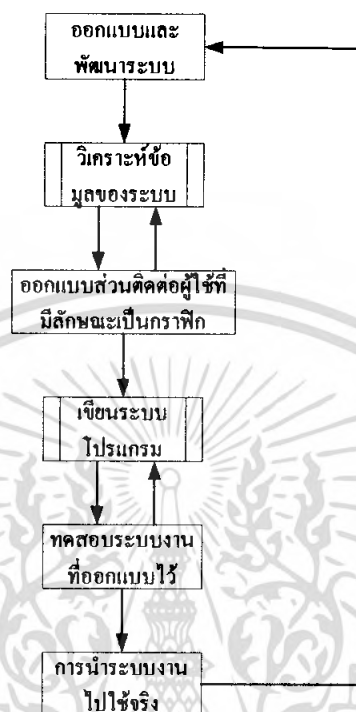 ออกแบบและ
พัฒนาระบบ
วิเคราะห์ข้อ
มูลของระบบ
ออกแบบส่วนติดต่อผู้ใช้ที่
มีลักษณะเป็นกราฟิก
เขียนระบบ
โปรแกรม
ทดสอบระบบงาน
ที่ออกแบบไว้
การนำระบบงาน
ไปใช้จริง